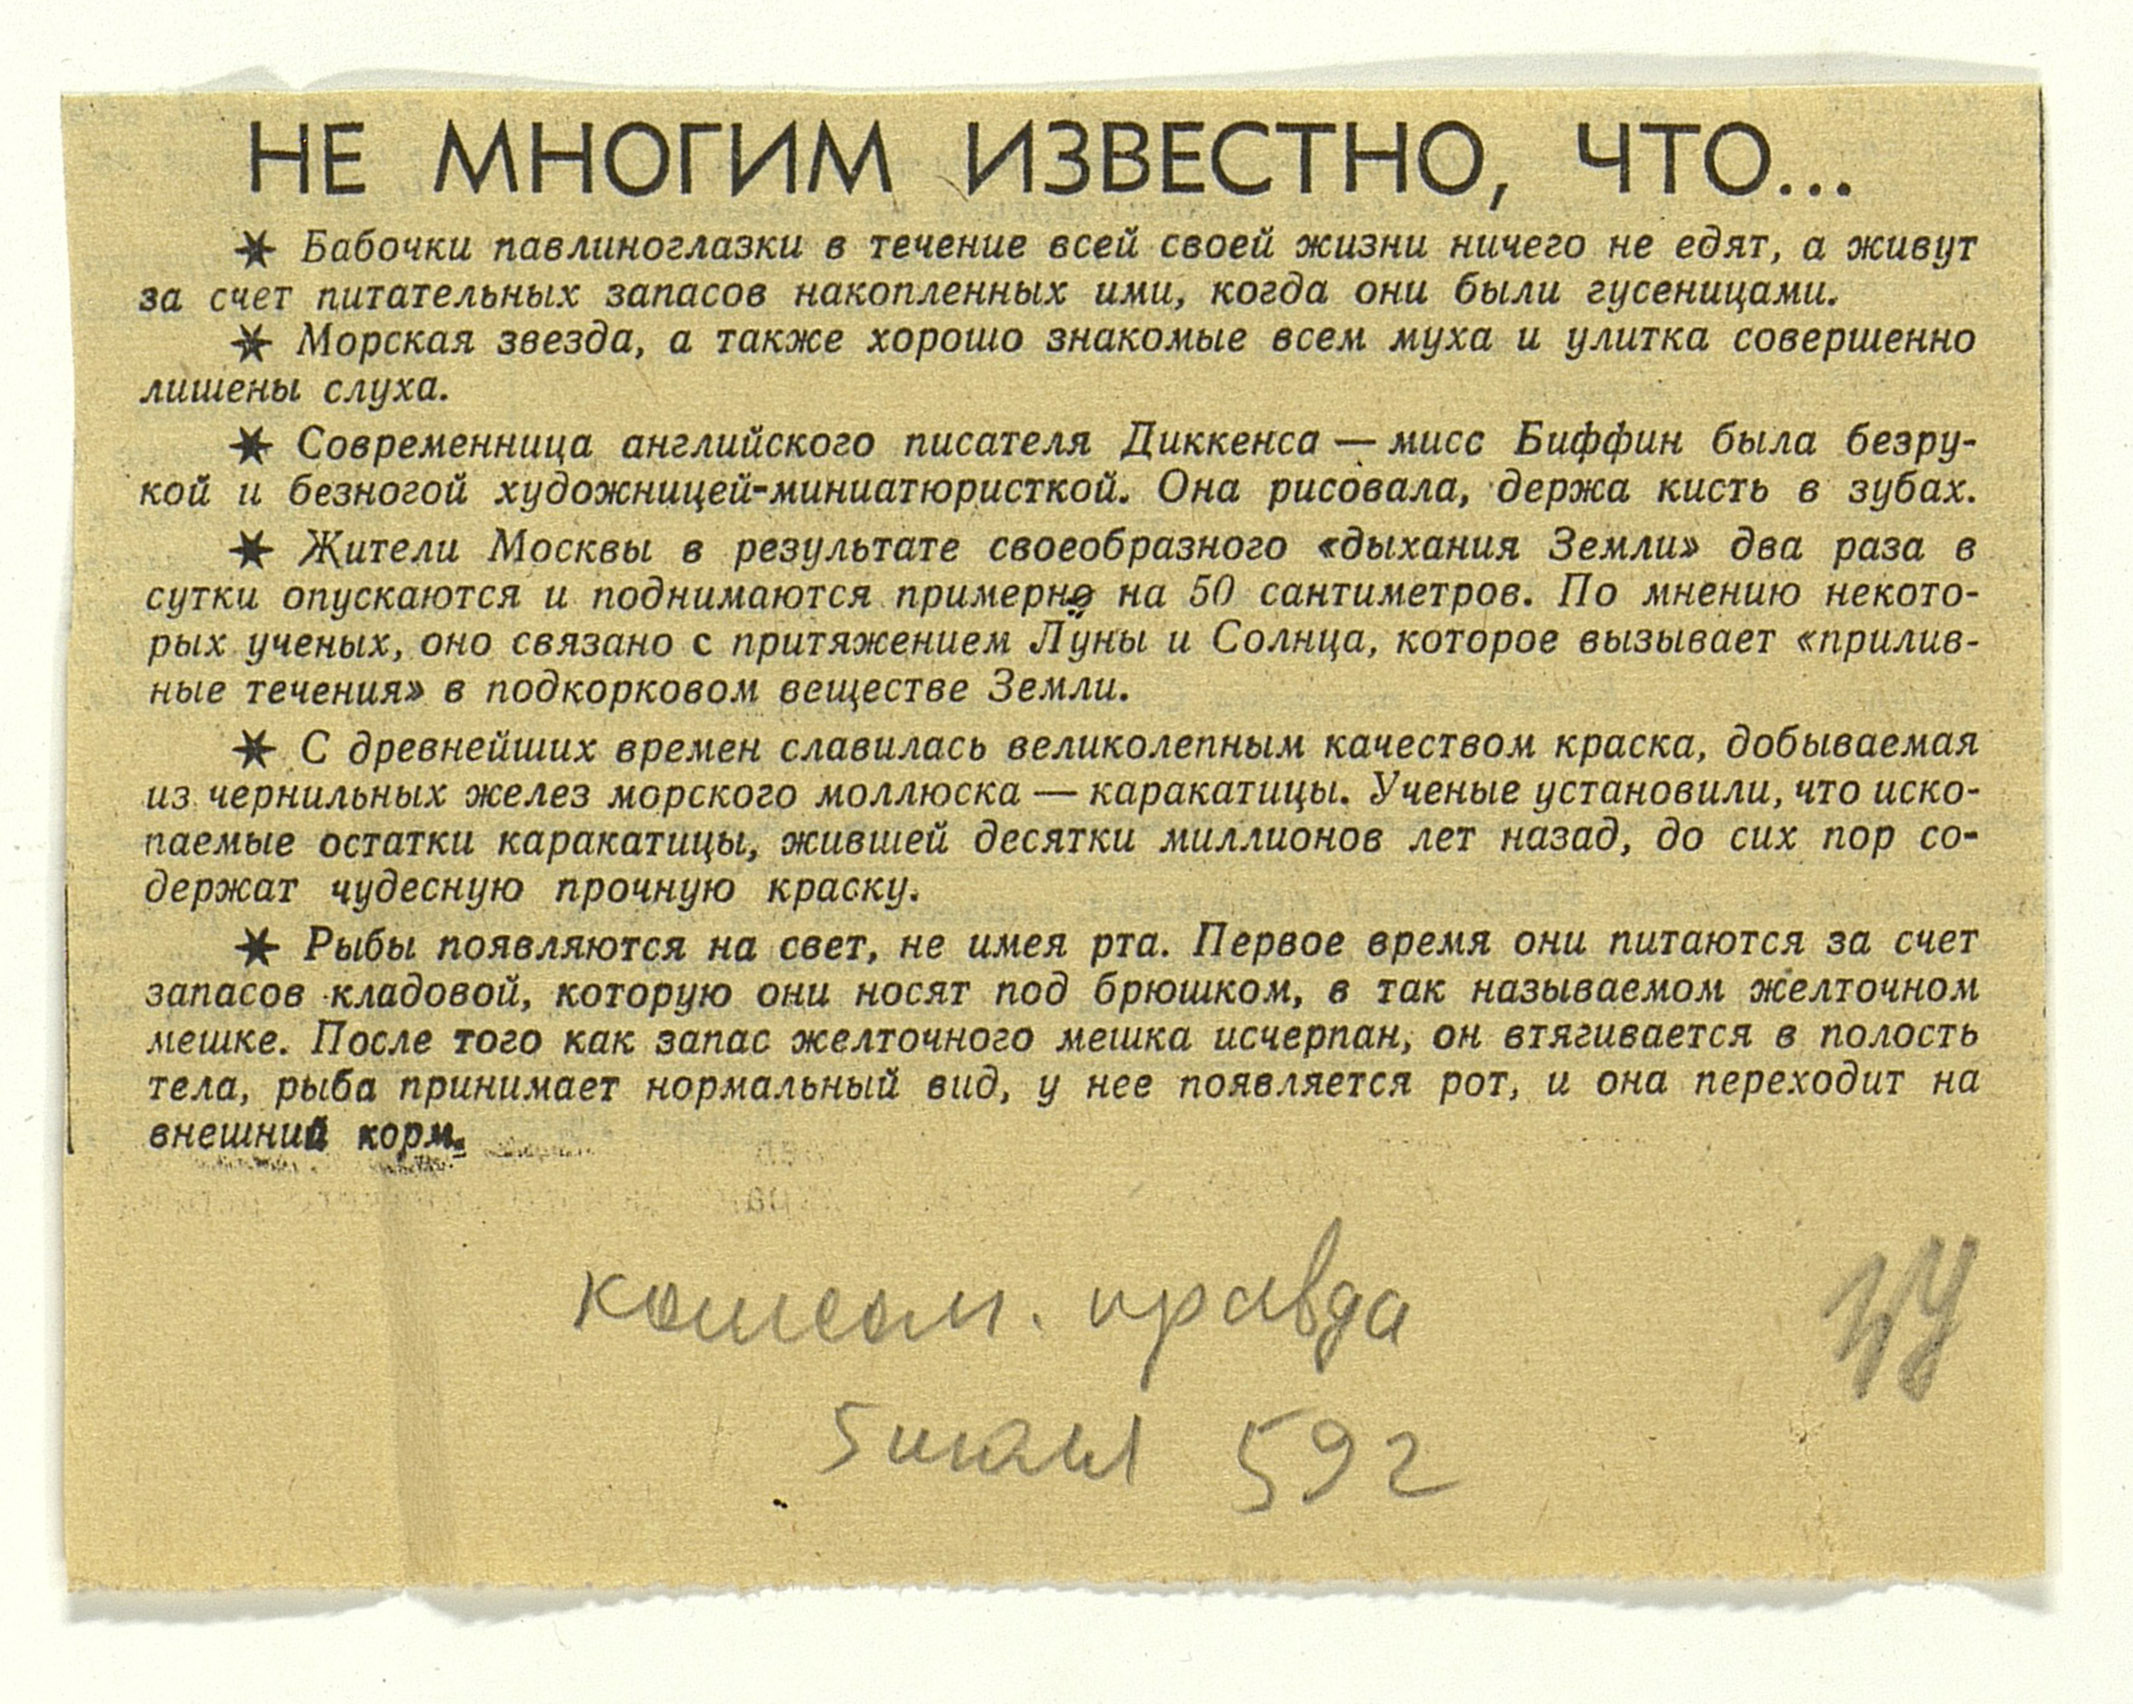 НЕ МНОГИМ ИЗВЕСТНО, ЧТО...
★ Бабочки павлиноглазки в течение всей своей жизни ничего не едят, а живут
за счет питательных запасов накопленных ими, когда они были гусеницами.
★ Морская звезда, а также хорошо знакомые всем муха и улитка совершенно
лишены слуха.
★ Современница английского писателя Диккенса — мисс Биффин была безру-
кой и безногой художницей-миниатюристкой. Она рисовала, держа кисть в зубах.
★ Жители Москвы в результате своеобразного «дыхания Земли» два раза в
сутки опускаются и поднимаются примерно на 50 сантиметров. По мнению некото-
рых ученых, оно связано с притяжением Луны и Солнца, которое вызывает «прилив-
ные течения» в подкорковом веществе Земли.
★ С древнейших времен славилась великолепным качеством краска, добываемая
из чернильных желез морского моллюска — каракатицы. Ученые установили, что иско-
паемые остатки каракатицы, жившей десятки миллионов лет назад, до сих пор со-
держат чудесную прочную краску.
★ Рыбы появляются на свет, не имея рта. Первое время они питаются за счет
запасов кладовой, которую они носят под брюшком, в так называемом желточном
мешке. После того как запас желточного мешка исчерпан, он втягивается в полость
тела, рыба принимает нормальный вид, у нее появляется рот, и она переходит на
внешний корм.
комсом. правда
5 июля 59г